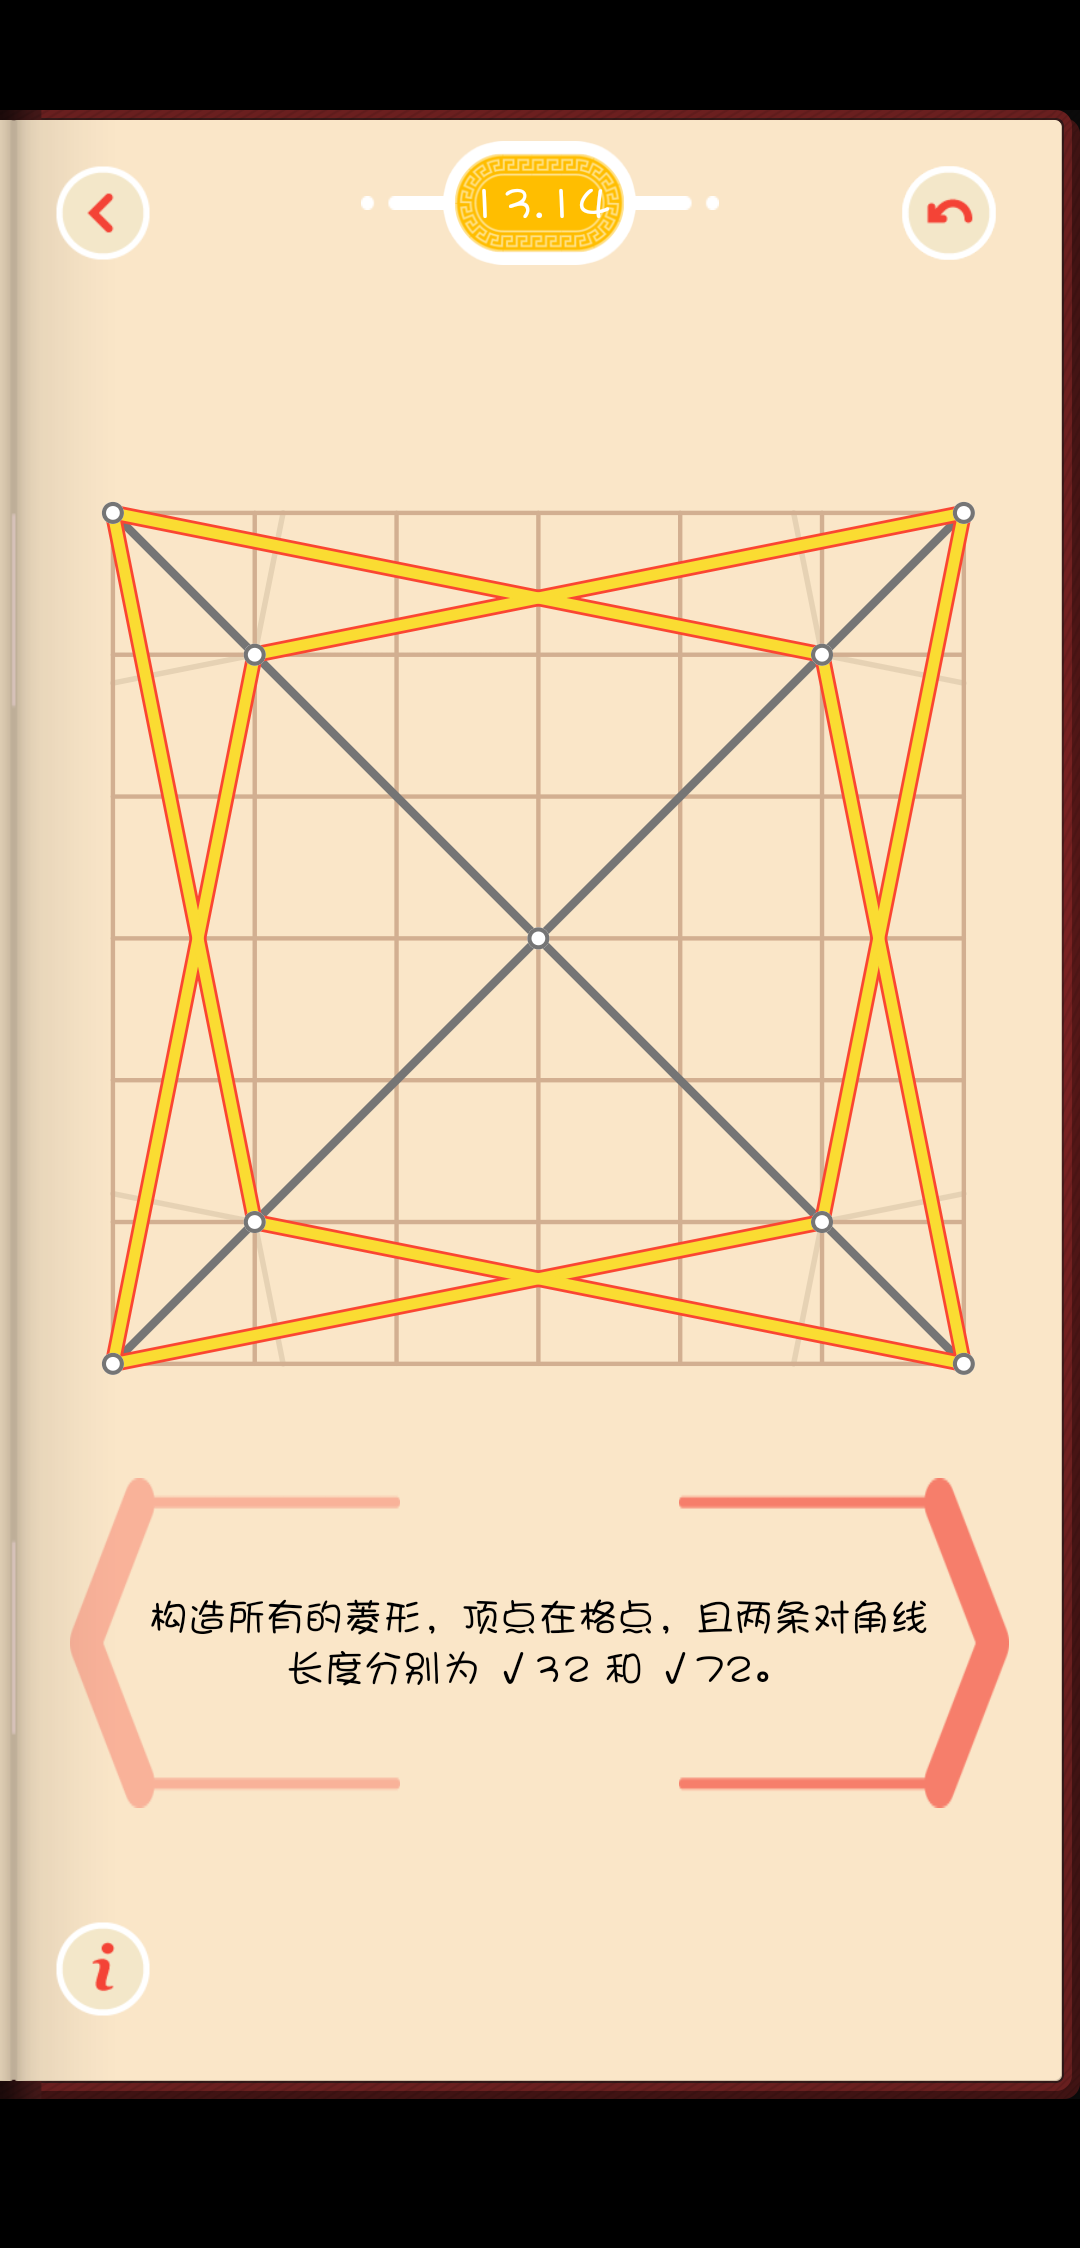 13.14
构造所有的菱形，顶点在格点，且两条对角线
长度分别为 √32 和 √72。
i